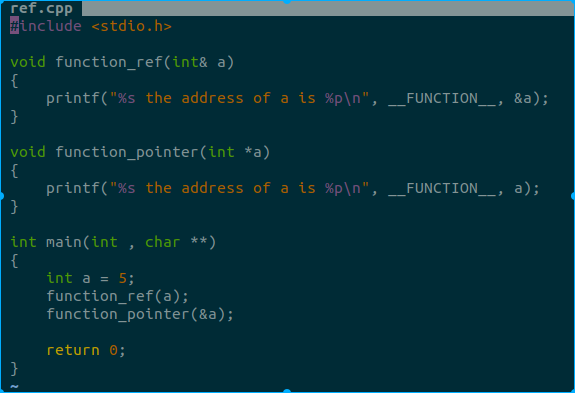 ref.cpp
#include <stdio.h>

void function_ref(int& a)
{
    printf("%s the address of a is %p\n", __FUNCTION__, &a);
}

void function_pointer(int *a)
{
    printf("%s the address of a is %p\n", __FUNCTION__, a);
}

int main(int , char **)
{
    int a = 5;
    function_ref(a);
    function_pointer(&a);

    return 0;
}
~